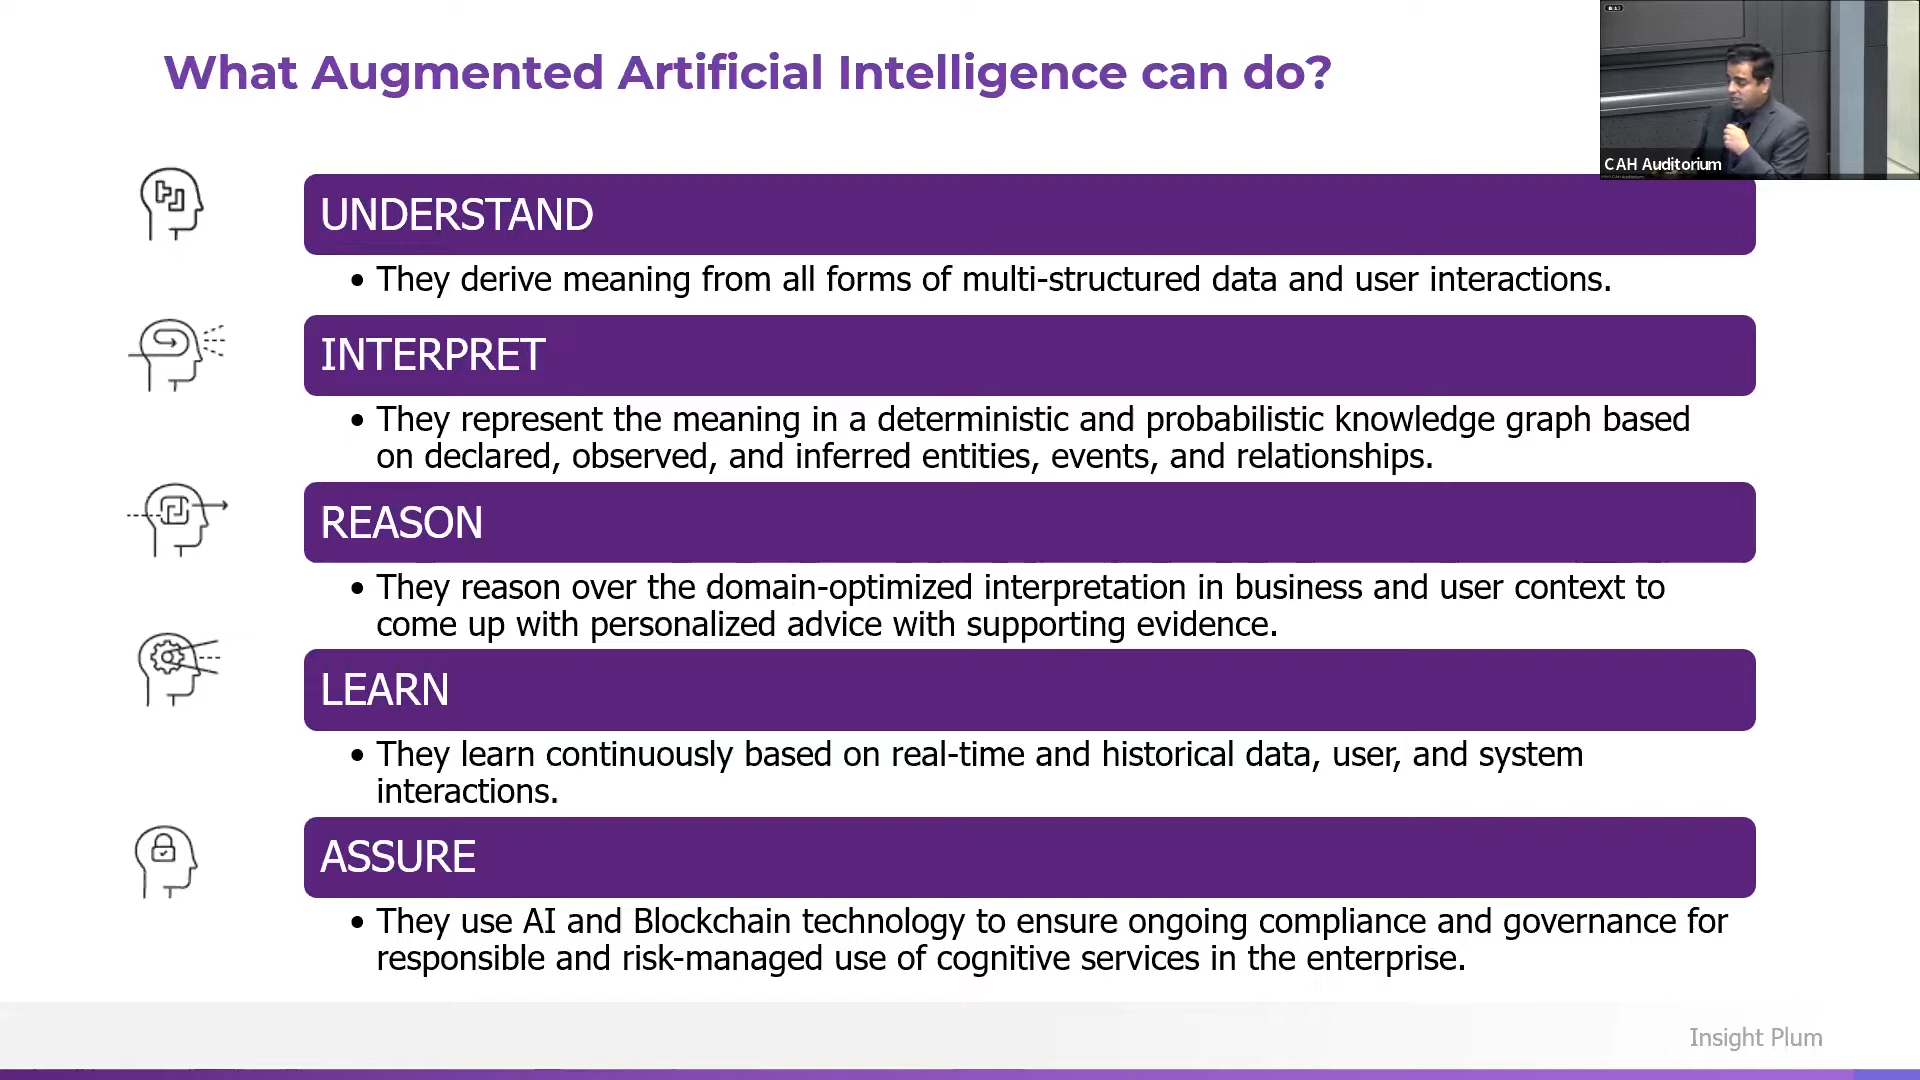 What Augmented Artificial Intelligence can do?
CAH Auditorium
UNDERSTAND
• They derive meaning from all forms of multi-structured data and user interactions.
INTERPRET
• They represent the meaning in a deterministic and probabilistic knowledge graph based
on declared, observed, and inferred entities, events, and relationships.
REASON
• They reason over the domain-optimized interpretation in business and user context to
come up with personalized advice with supporting evidence.
LEARN
• They learn continuously based on real-time and historical data, user, and system
interactions.
ASSURE
• They use AI and Blockchain technology to ensure ongoing compliance and governance for
responsible and risk-managed use of cognitive services in the enterprise.
Insight Plum